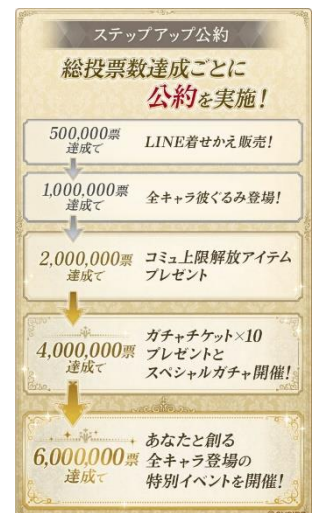 ステップアップ公約
総投票数達成ごとに
公約を実施!
500,000票
達成で
LINE着せかえ販売!
1,000,000票
達成で
全キャラ彼ぐるみ登場!
2,000,000票
達成で
コミュ上限解放アイテム
プレゼント
4,000,000票
達成で
ガチャチケット×10
プレゼントと
スペシャルガチャ開催!
6,000,000票
達成で
あなたと創る
全キャラ登場の
特別イベントを開催!